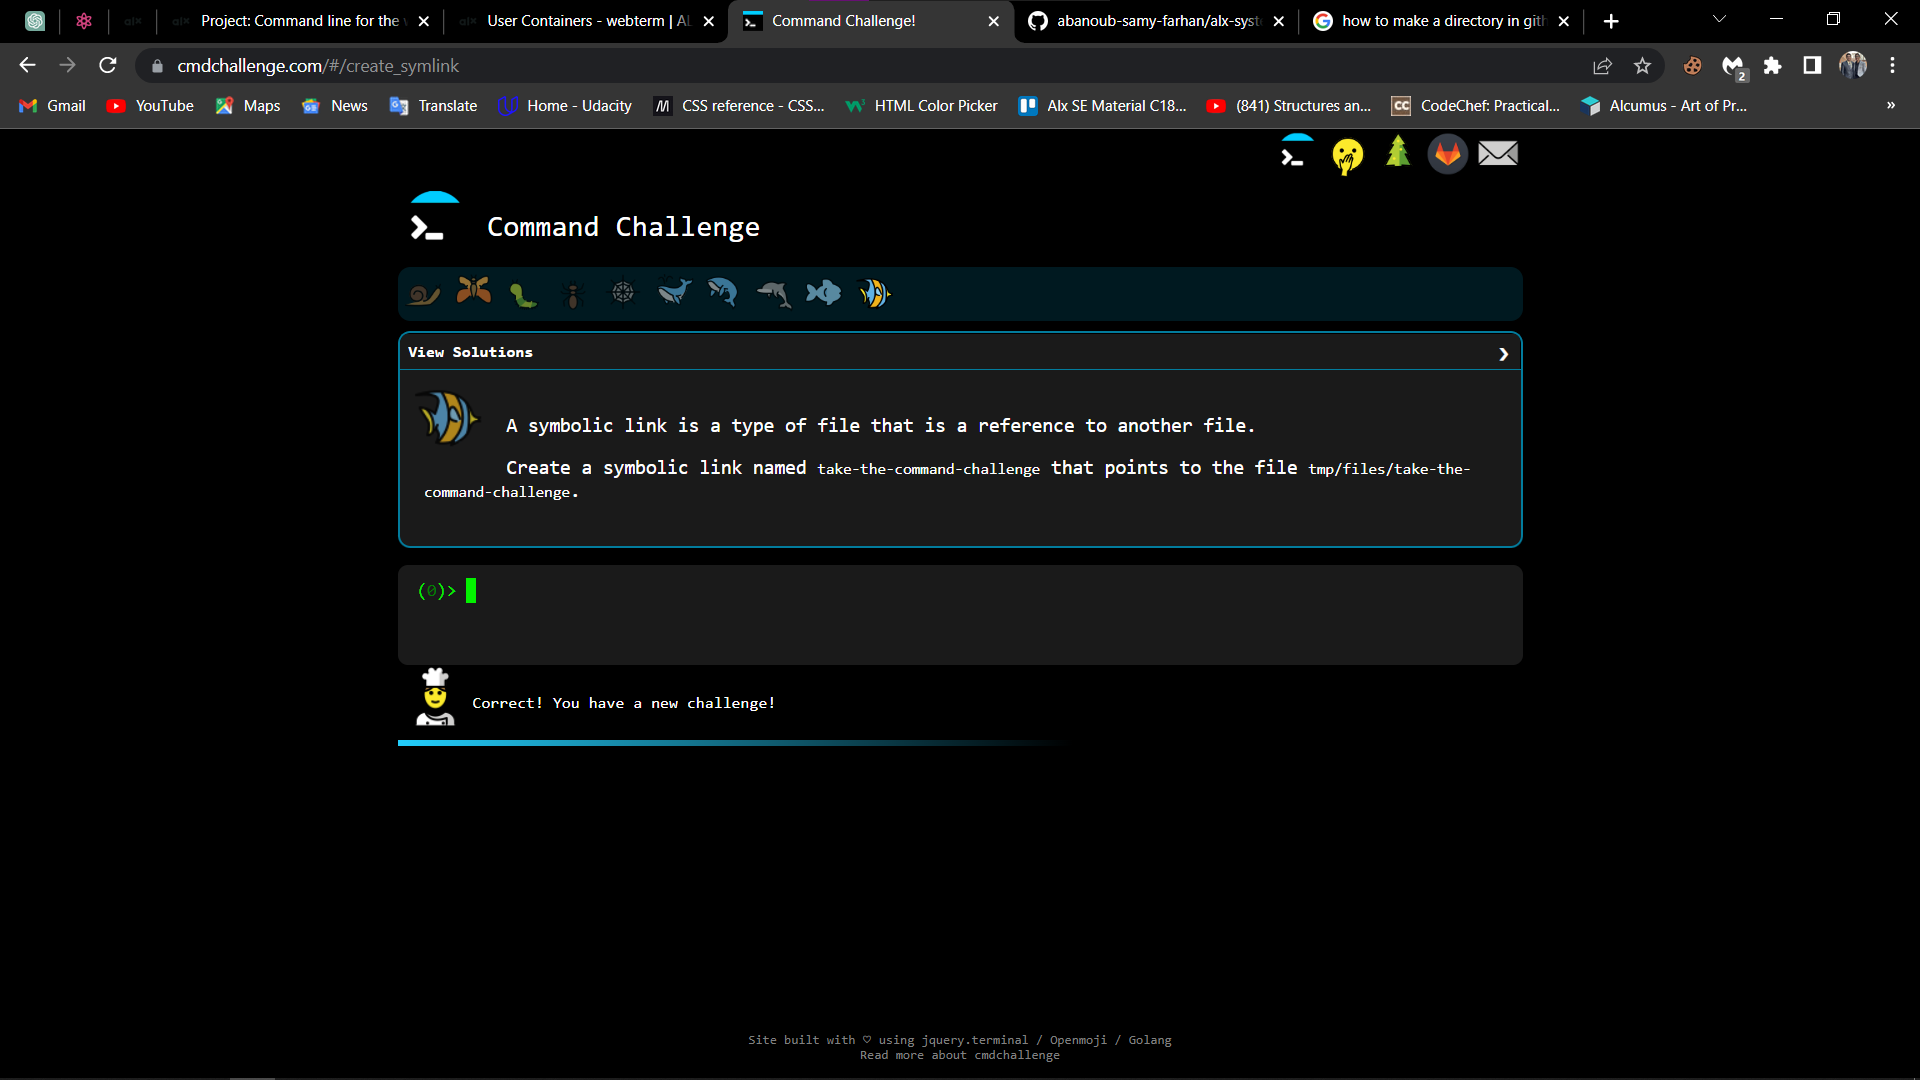 Project: Command line for the
User Containers - webterm | AL
Command Challenge!
abanoub-samy-farhan/alx-syst
how to make a directory in gith
cmdchallenge.com/#/create_symlink
2
Gmail
YouTube
Maps
News
Translate
Home - Udacity
CSS reference - CSS...
HTML Color Picker
Alx SE Material C18...
(841) Structures an...
CodeChef: Practical...
Alcumus - Art of Pr...
»
Command Challenge
View Solutions
A symbolic link is a type of file that is a reference to another file.
Create a symbolic link named take-the-command-challenge that points to the file tmp/files/take-the-
command-challenge.
(0)>
Correct! You have a new challenge!
Site built with ♡ using jquery.terminal / Openmoji / Golang
Read more about cmdchallenge